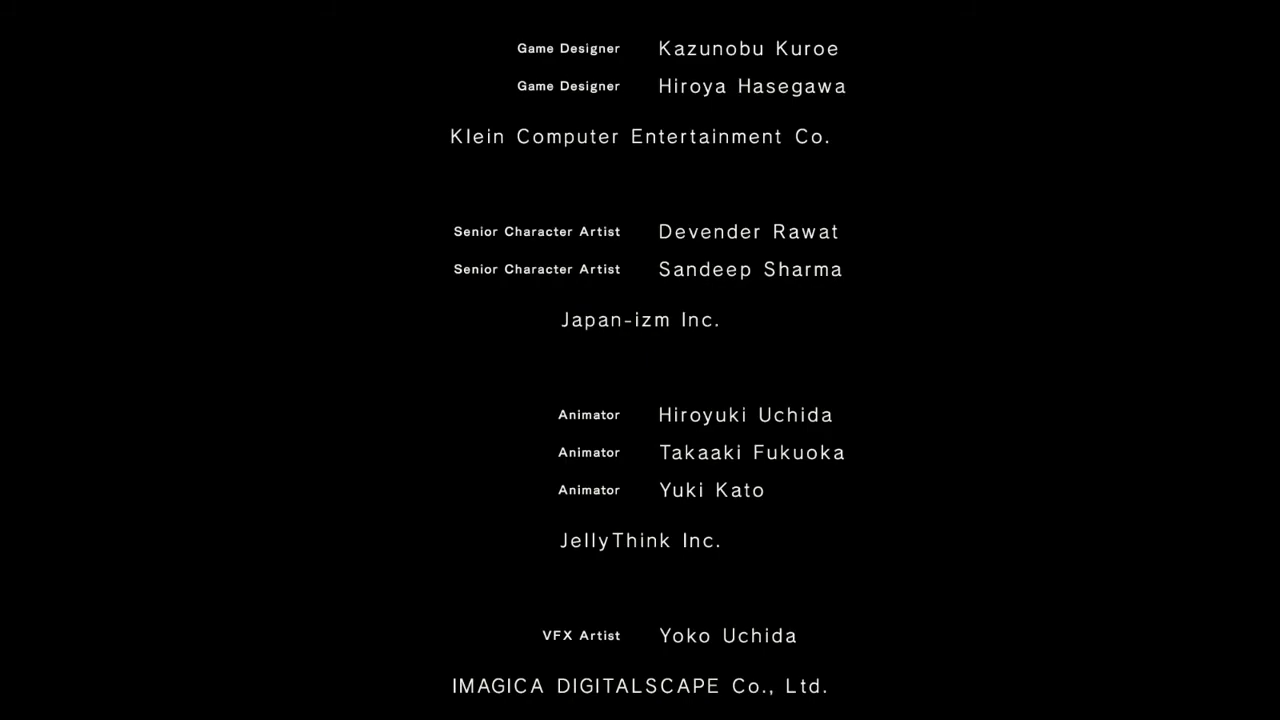 Game Designer Kazunobu Kuroe
Game Designer Hiroya Hasegawa
Klein Computer Entertainment Co.
Senior Character Artist Devender Rawat
Senior Character Artist Sandeep Sharma
Japan-izm Inc.
Animator Hiroyuki Uchida
Animator Takaaki Fukuoka
Animator Yuki Kato
JellyThink Inc.
VFX Artist Yoko Uchida
IMAGICA DIGITALSCAPE Co., Ltd.